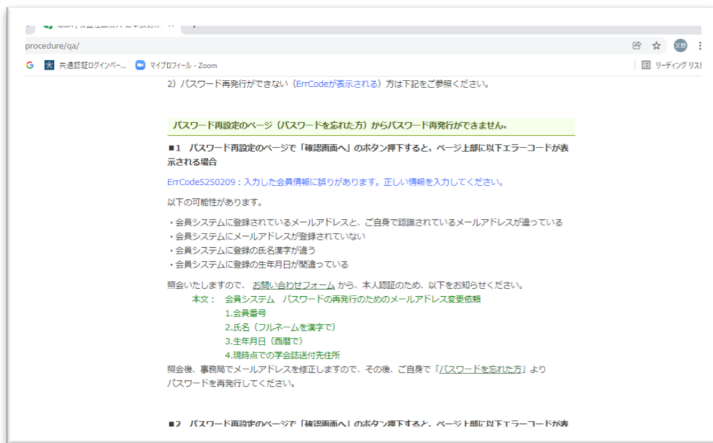 procedure/qa/
共通認証ログインペー... マイプロフィール - Zoom
リーディング リス
2）パスワード再発行ができない（ErrCodeが表示される）方は下記をご参照ください。
パスワード再設定のページ（パスワードを忘れた方）からパスワード再発行ができません。
■1　パスワード再設定のページで「確認画面へ」のボタン押下すると、ページ上部に以下エラーコードが表
示される場合
ErrCode5250209：入力した会員情報に誤りがあります。正しい情報を入力してください。
以下の可能性があります。
・会員システムに登録されているメールアドレスと、ご自身で認識されているメールアドレスが違っている
・会員システムにメールアドレスが登録されていない
・会員システムに登録の氏名漢字が違う
・会員システムに登録の生年月日が間違っている
照会いたしますので、 お問い合わせフォーム から、本人認証のため、以下をお知らせください。
本文：　会員システム　パスワードの再発行のためのメールアドレス変更依頼
1.会員番号
2.氏名（フルネームを漢字で）
3.生年月日（西暦で）
4.現時点での学会誌送付先住所
照会後、事務局でメールアドレスを修正しますので、その後、ご自身で「パスワードを忘れた方」より
パスワードを再発行してください。
■2　パスワード再設定のページで「確認画面へ」のボタン押下すると、ページ上部に以下エラーコードが表